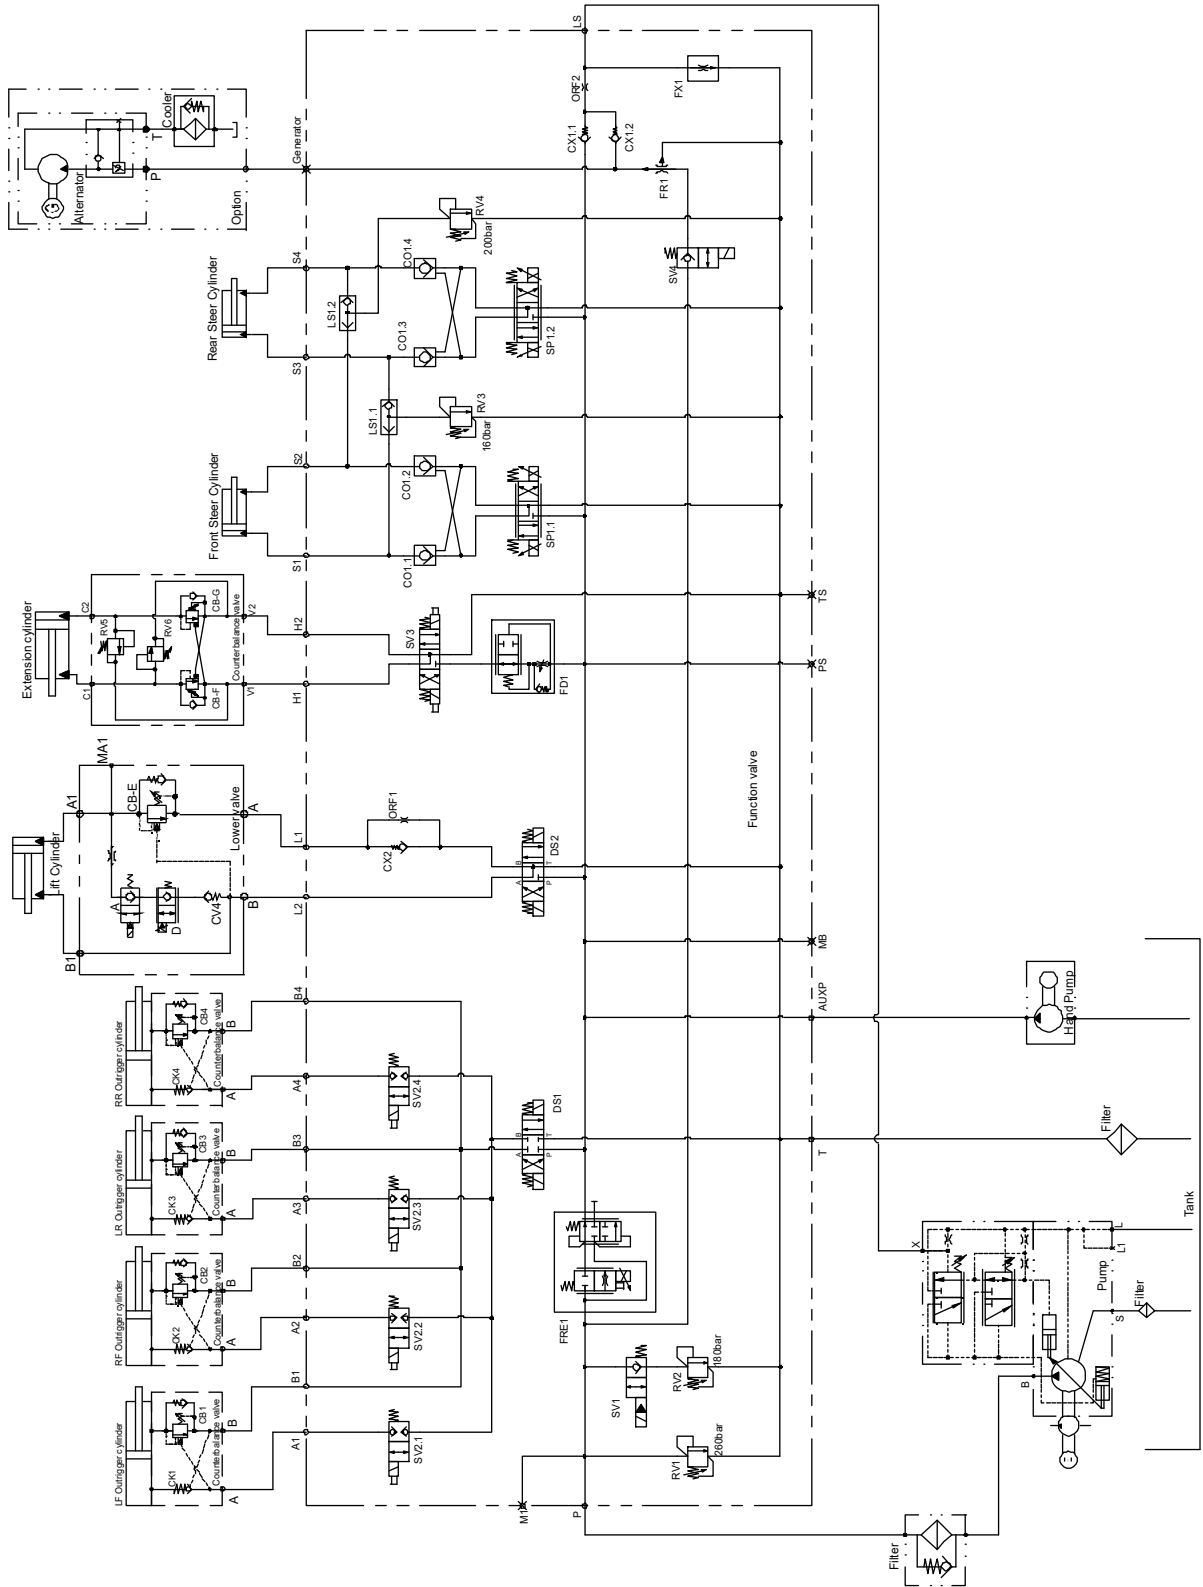 LS
Cooler
T
P
Alternator
G
Option
Generator
ORF2
FX1
CX1.1
CX1.2
FR1
RV4
200bar
SV4
Rear Steer Cylinder
S4
S3
LS1.2
CO1.4
CO1.3
SP1.2
LS1.1
RV3
160bar
Front Steer Cylinder
S2
S1
CO1.2
CO1.1
SP1.1
Extension cylinder
C2
C1
RV5
RV6
CB-G
CB-F
Counterbalance valve
V2
V1
H2
H1
SV3
FD1
TS
PS
Lift Cylinder
A1
B1
MA1
CB-E
Lower valve
A
B
A
D
CV4
L1
L2
ORF1
CX2
DS2
A
B
P
T
Function valve
MB
AUXP
Hand Pump
RR Outrigger cylinder
CK4
CB4
Counterbalance valve
B
A
B4
A4
SV2.4
LR Outrigger cylinder
CK3
CB3
Counterbalance valve
B
A
B3
A3
SV2.3
DS1
A
B
P
T
T
Filter
Tank
RF Outrigger cylinder
CK2
CB2
Counterbalance valve
B
A
B2
A2
SV2.2
FRE1
LF Outrigger cylinder
CK1
CB1
Counterbalance valve
B
A
B1
A1
SV2.1
SV1
RV2
180bar
RV1
260bar
M1
P
X
L
L1
Pump
S
Filter
B
Filter